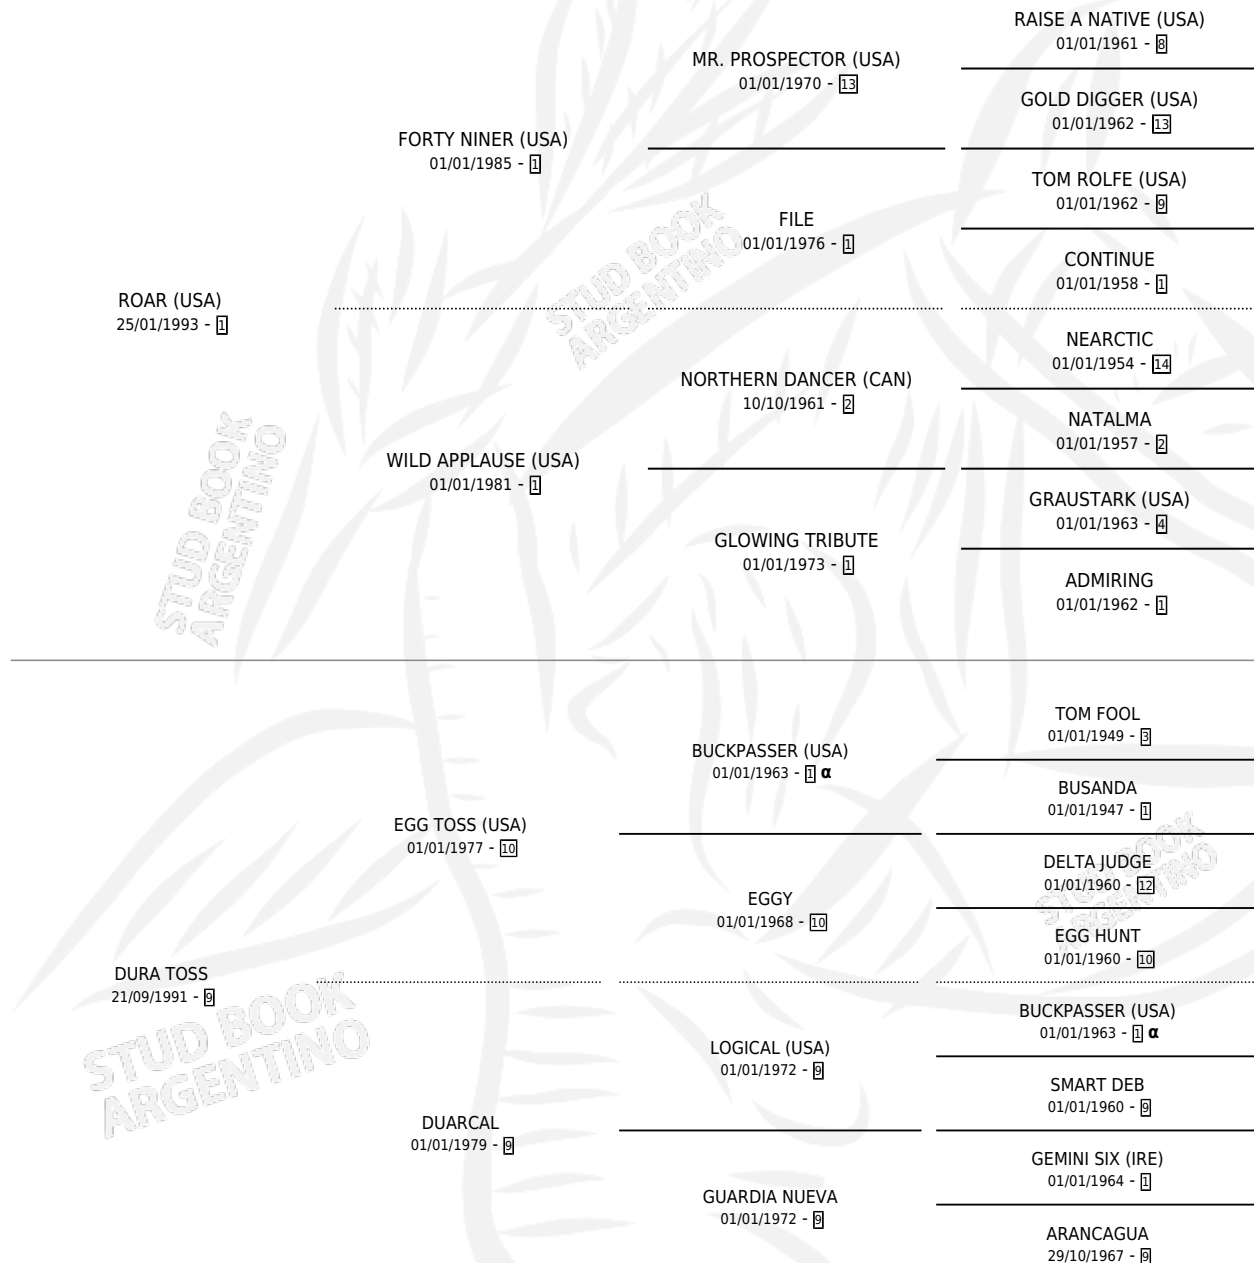 RAISE A NATIVE (USA)
01/01/1961 - 8
MR. PROSPECTOR (USA)
01/01/1970 - 13
GOLD DIGGER (USA)
01/01/1962 - 13
FORTY NINER (USA)
01/01/1985 - 1
TOM ROLFE (USA)
01/01/1962 - 9
FILE
01/01/1976 - 1
CONTINUE
01/01/1958 - 1
ROAR (USA)
25/01/1993 - 1
NEARCTIC
01/01/1954 - 14
NORTHERN DANCER (CAN)
10/10/1961 - 2
NATALMA
01/01/1957 - 2
WILD APPLAUSE (USA)
01/01/1981 - 1
GRAUSTARK (USA)
01/01/1963 - 4
GLOWING TRIBUTE
01/01/1973 - 1
ADMIRING
01/01/1962 - 1
STUD BOOK
ARGENTINO
STUD BOOK
ARGENTINO
TOM FOOL
01/01/1949 - 3
BUCKPASSER (USA)
01/01/1963 - 1 α
BUSANDA
01/01/1947 - 1
EGG TOSS (USA)
01/01/1977 - 10
DELTA JUDGE
01/01/1960 - 12
EGGY
01/01/1968 - 10
EGG HUNT
01/01/1960 - 10
DURA TOSS
21/09/1991 - 9
BUCKPASSER (USA)
01/01/1963 - 1 α
LOGICAL (USA)
01/01/1972 - 9
SMART DEB
01/01/1960 - 9
DUARCAL
01/01/1979 - 9
GEMINI SIX (IRE)
01/01/1964 - 1
GUARDIA NUEVA
01/01/1972 - 9
ARANCAGUA
29/10/1967 - 9
STUD BOOK
ARGENTINO
STUD BOOK
ARGENTINO